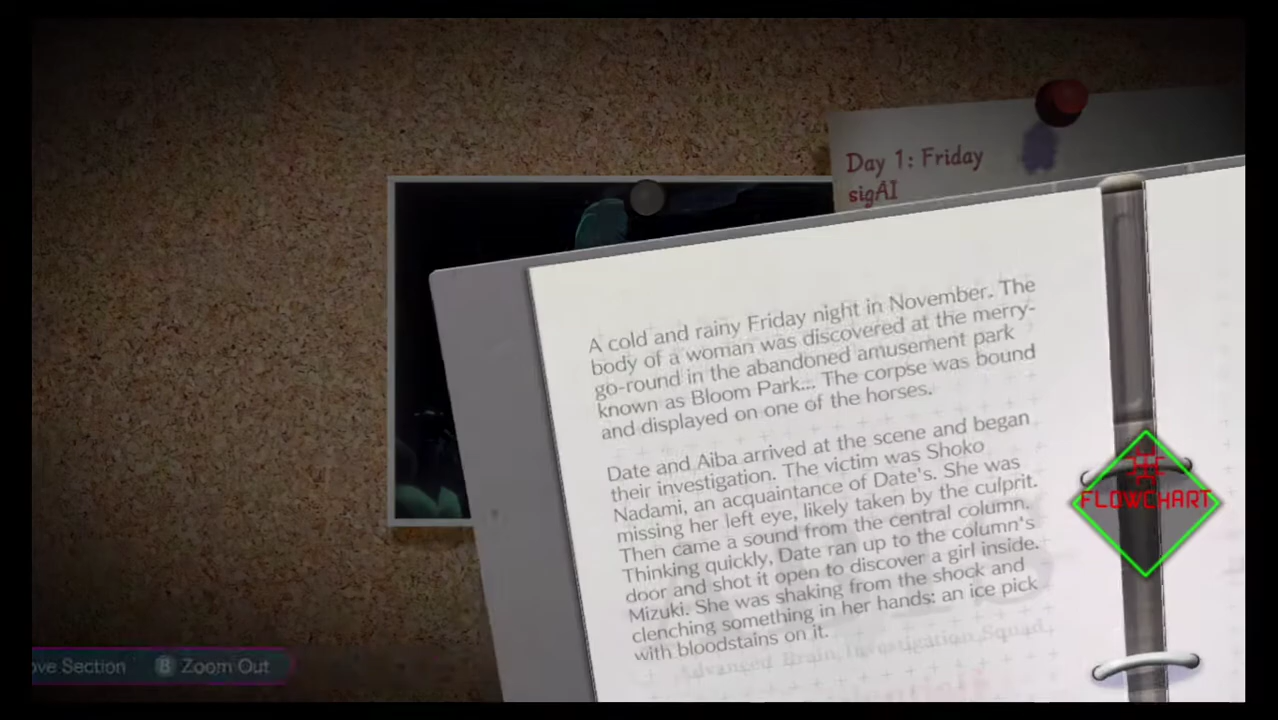 Day 1: Friday
sigAI
A cold and rainy Friday night in November. The
body of a woman was discovered at the merry-
go-round in the abandoned amusement park
known as Bloom Park... The corpse was bound
and displayed on one of the horses.
Date and Aiba arrived at the scene and began
their investigation. The victim was Shoko
Nadami, an acquaintance of Date's. She was
missing her left eye, likely taken by the culprit.
Then came a sound from the central column.
Thinking quickly, Date ran up to the column's
door and shot it open to discover a girl inside.
Mizuki. She was shaking from the shock and
clenching something in her hands: an ice pick
with bloodstains on it.
Advanced Brain Investigation Squad
FLOWCHART
ove Section B Zoom Out